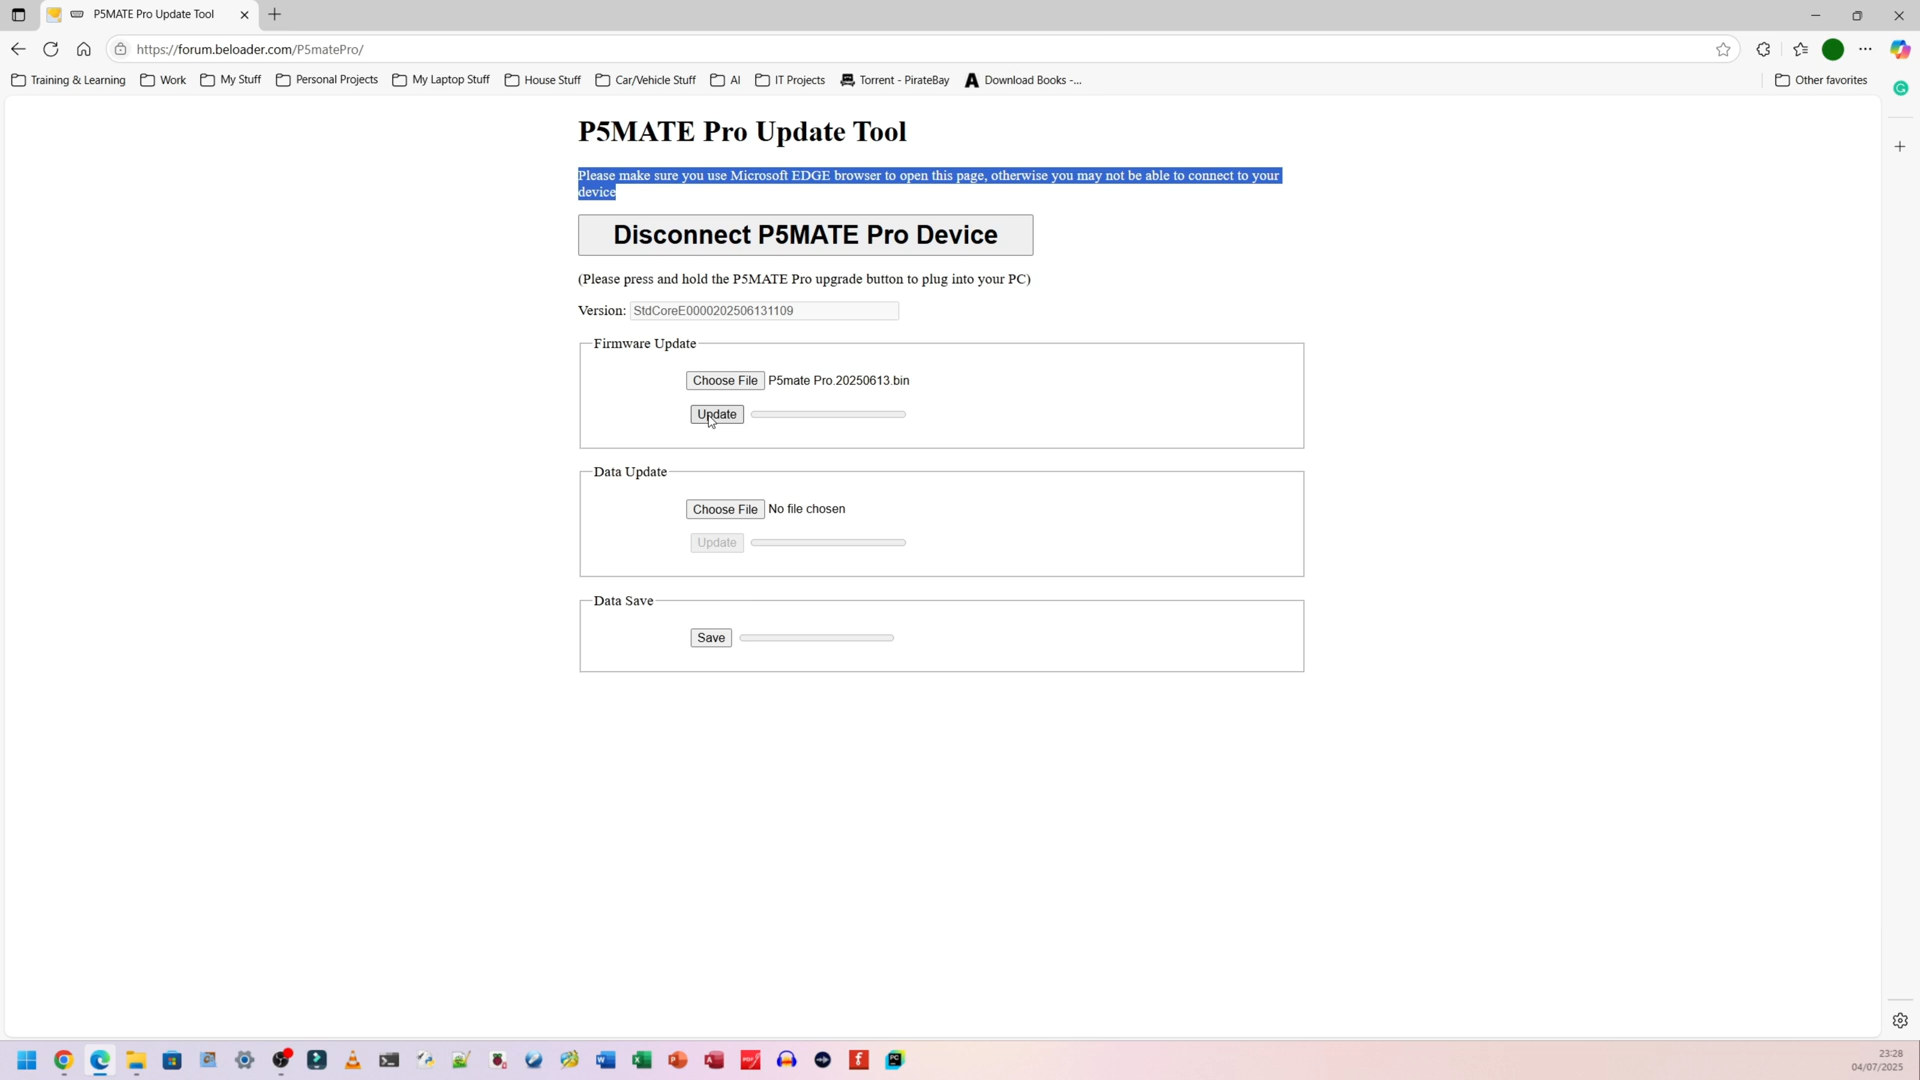 P5MATE Pro Update Tool
https://forum.beloader.com/P5matePro/
Training & Learning
Work
My Stuff
Personal Projects
My Laptop Stuff
House Stuff
Car/Vehicle Stuff
AI
IT Projects
Torrent - PirateBay
Download Books -...
Other favorites
P5MATE Pro Update Tool
Please make sure you use Microsoft EDGE browser to open this page, otherwise you may not be able to connect to your
device
Disconnect P5MATE Pro Device
(Please press and hold the P5MATE Pro upgrade button to plug into your PC)
Version: StdCoreE0000202506131109
Firmware Update
Choose File P5mate Pro.20250613.bin
Update
Data Update
Choose File No file chosen
Update
Data Save
Save
23:28
04/07/2025